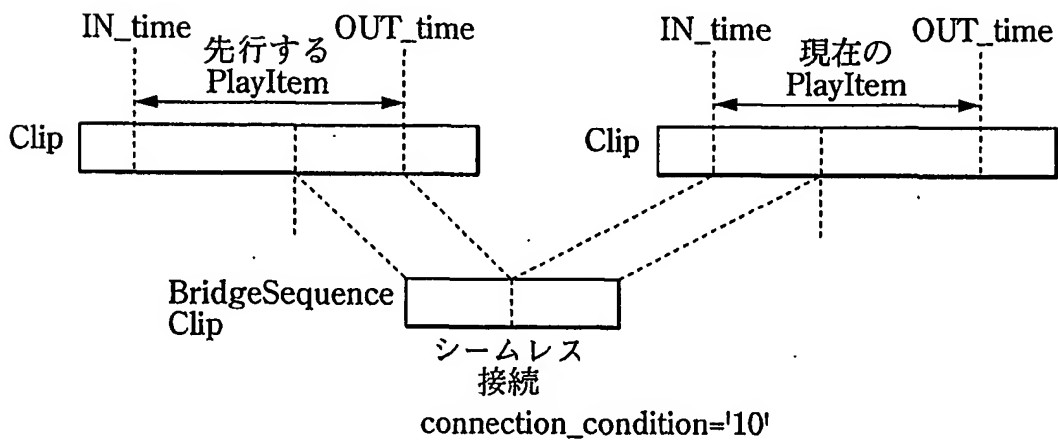 IN_time
OUT_time
先行する
PlayItem
Clip
IN_time
OUT_time
現在の
PlayItem
Clip
BridgeSequence
Clip
シームレス
接続
connection_condition='10'